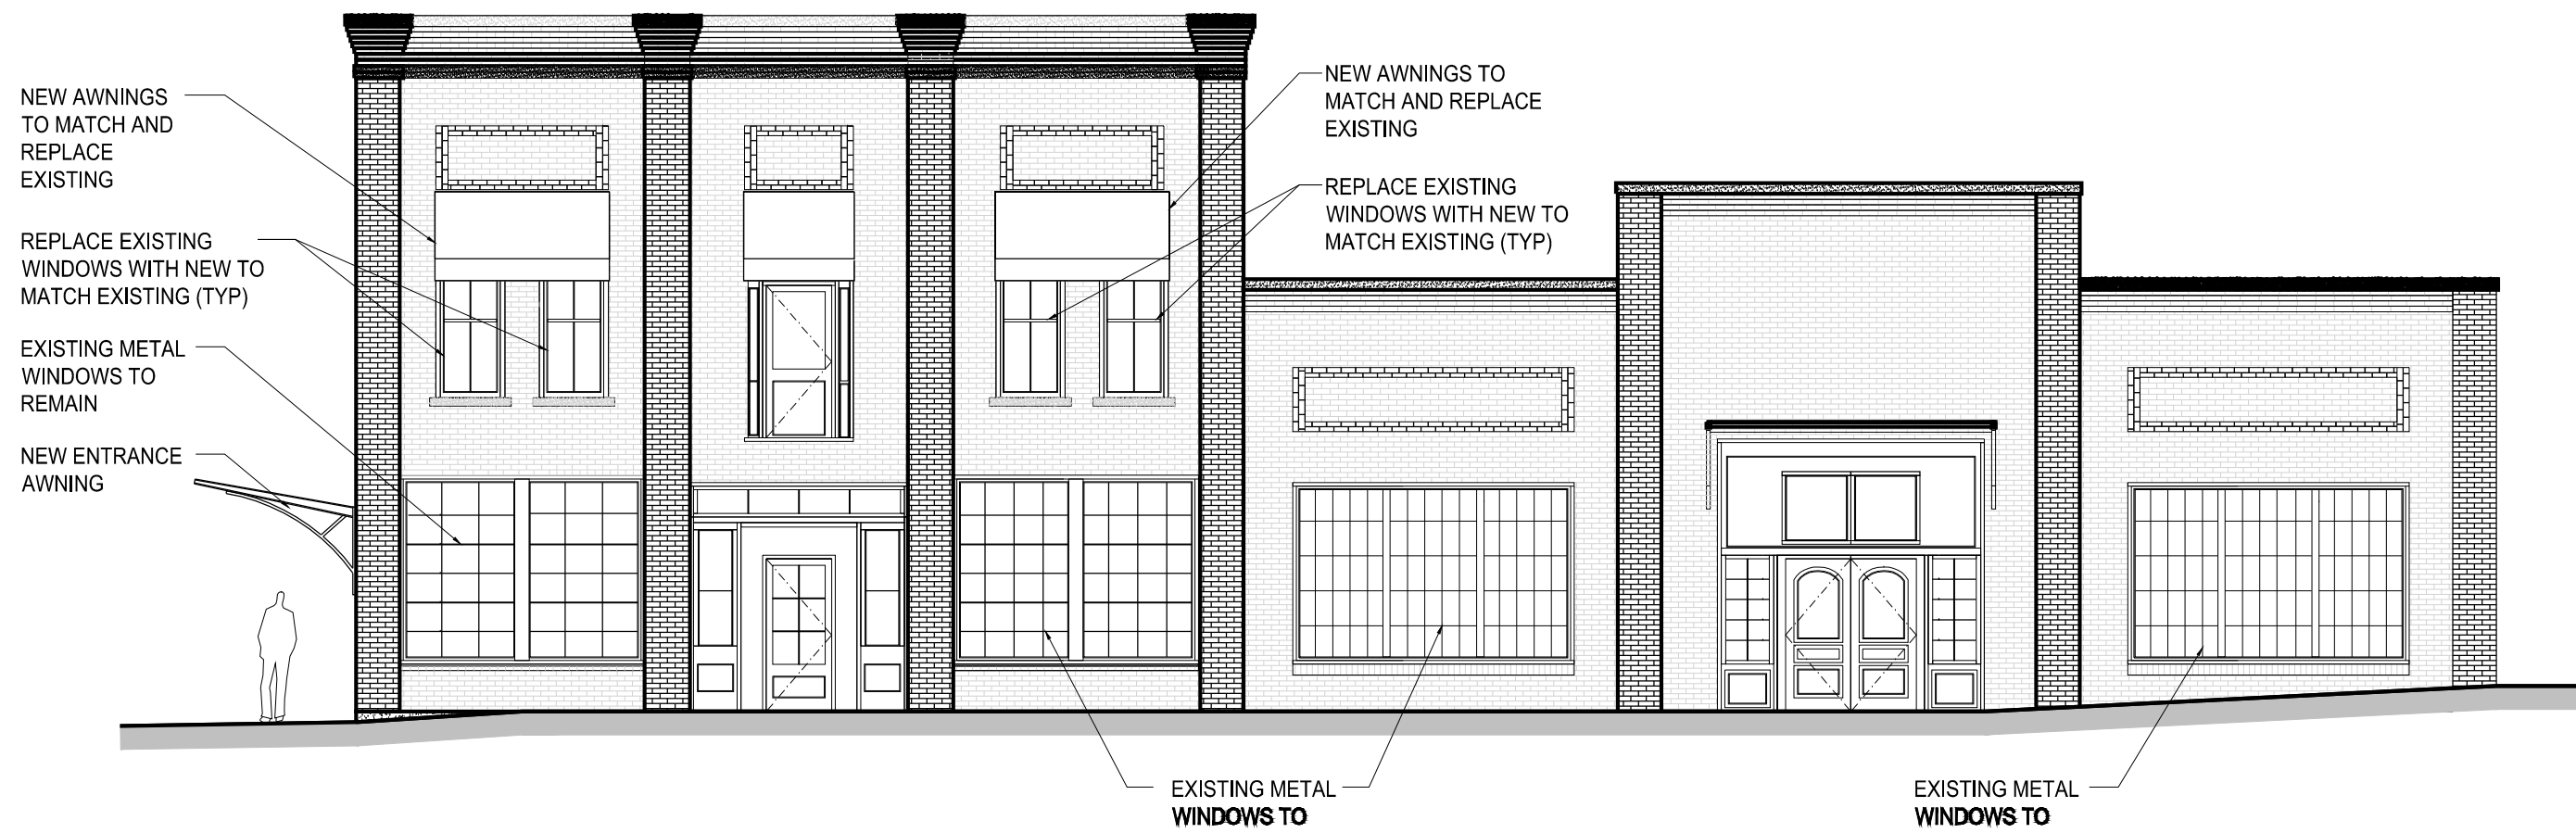 NEW AWNINGS
TO MATCH AND
REPLACE
EXISTING
REPLACE EXISTING
WINDOWS WITH NEW TO
MATCH EXISTING (TYP)
EXISTING METAL
WINDOWS TO
REMAIN
NEW ENTRANCE
AWNING
NEW AWNINGS TO
MATCH AND REPLACE
EXISTING
REPLACE EXISTING
WINDOWS WITH NEW TO
MATCH EXISTING (TYP)
EXISTING METAL
WINDOWS TO
EXISTING METAL
WINDOWS TO